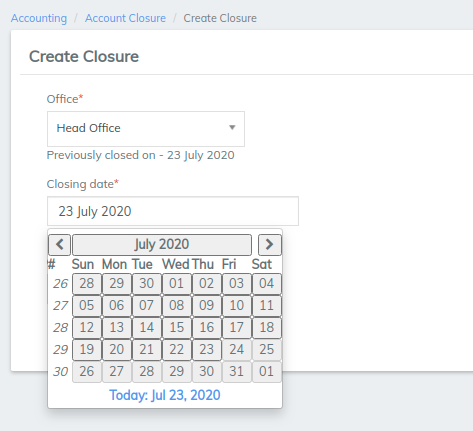 Accounting / Account Closure / Create Closure
Create Closure
Office*
Head Office
Previously closed on - 23 July 2020
Closing date*
23 July 2020
July 2020
# Sun Mon Tue Wed Thu Fri Sat
26 28 29 30 01 02 03 04
27 05 06 07 08 09 10 11
28 12 13 14 15 16 17 18
29 19 20 21 22 23 24 25
30 26 27 28 29 30 31 01
Today: Jul 23, 2020